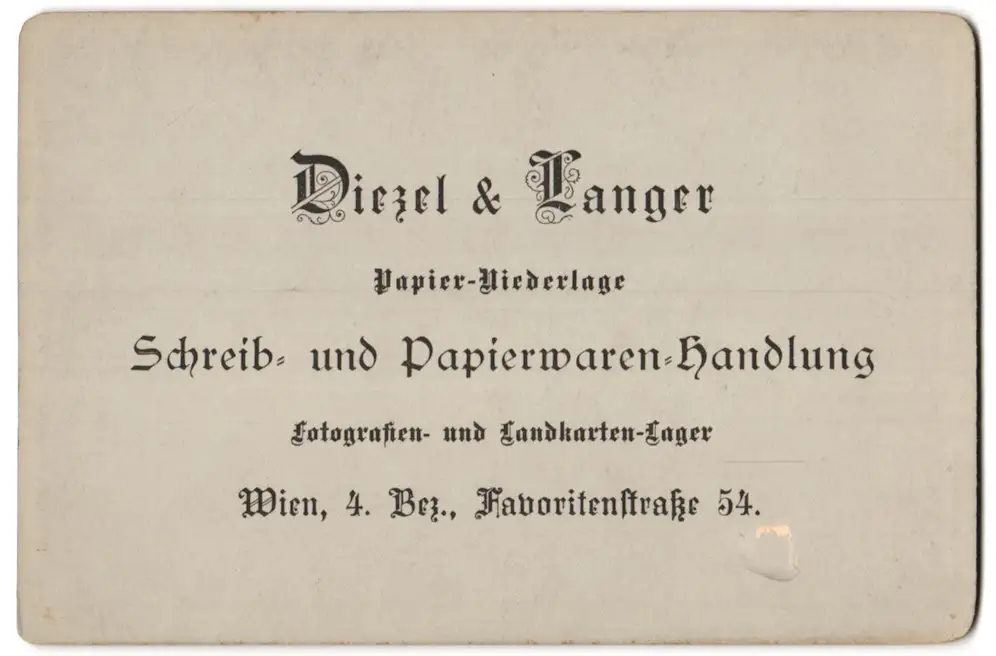 Diezel & Langer
Papier-Niederlage
Schreib- und Papierwaren-Handlung
Fotografien- und Landkarten-Lager
Wien, 4. Bez., Favoritenstraße 54.